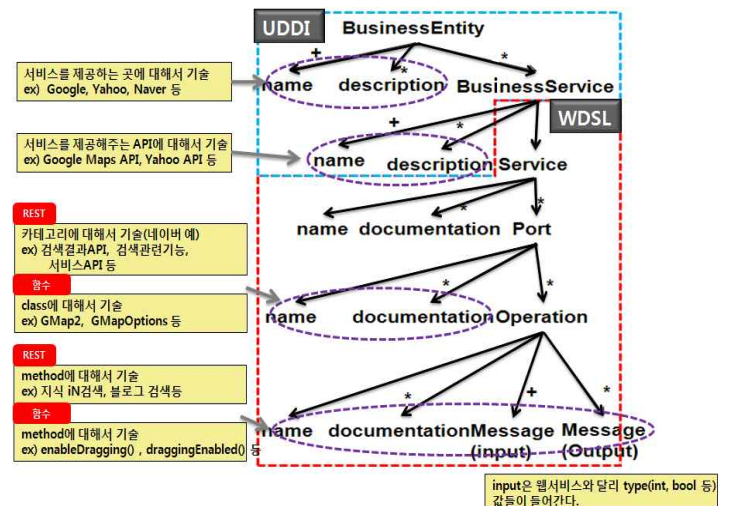 UDDI
BusinessEntity
+ * *
서비스를 제공하는 곳에 대해서 기술
ex) Google, Yahoo, Naver 등
name description BusinessService
WDSL
+ *
서비스를 제공해주는 API에 대해서 기술
ex) Google Maps API, Yahoo API 등
name description Service
* *
name documentation Port
REST
카테고리에 대해서 기술(네이버 예)
ex) 검색결과API, 검색관련기능,
서비스API 등
함수
class에 대해서 기술
ex) GMap2, GMapOptions 등
* *
name documentation Operation
REST
method에 대해서 기술
ex) 지식 iN검색, 블로그 검색등
함수
method에 대해서 기술
ex) enableDragging() , draggingEnabled() 등
* + *
name documentation Message Message
(input) (Output)
input은 웹서비스와 달리 type(int, bool 등)
값들이 들어간다.